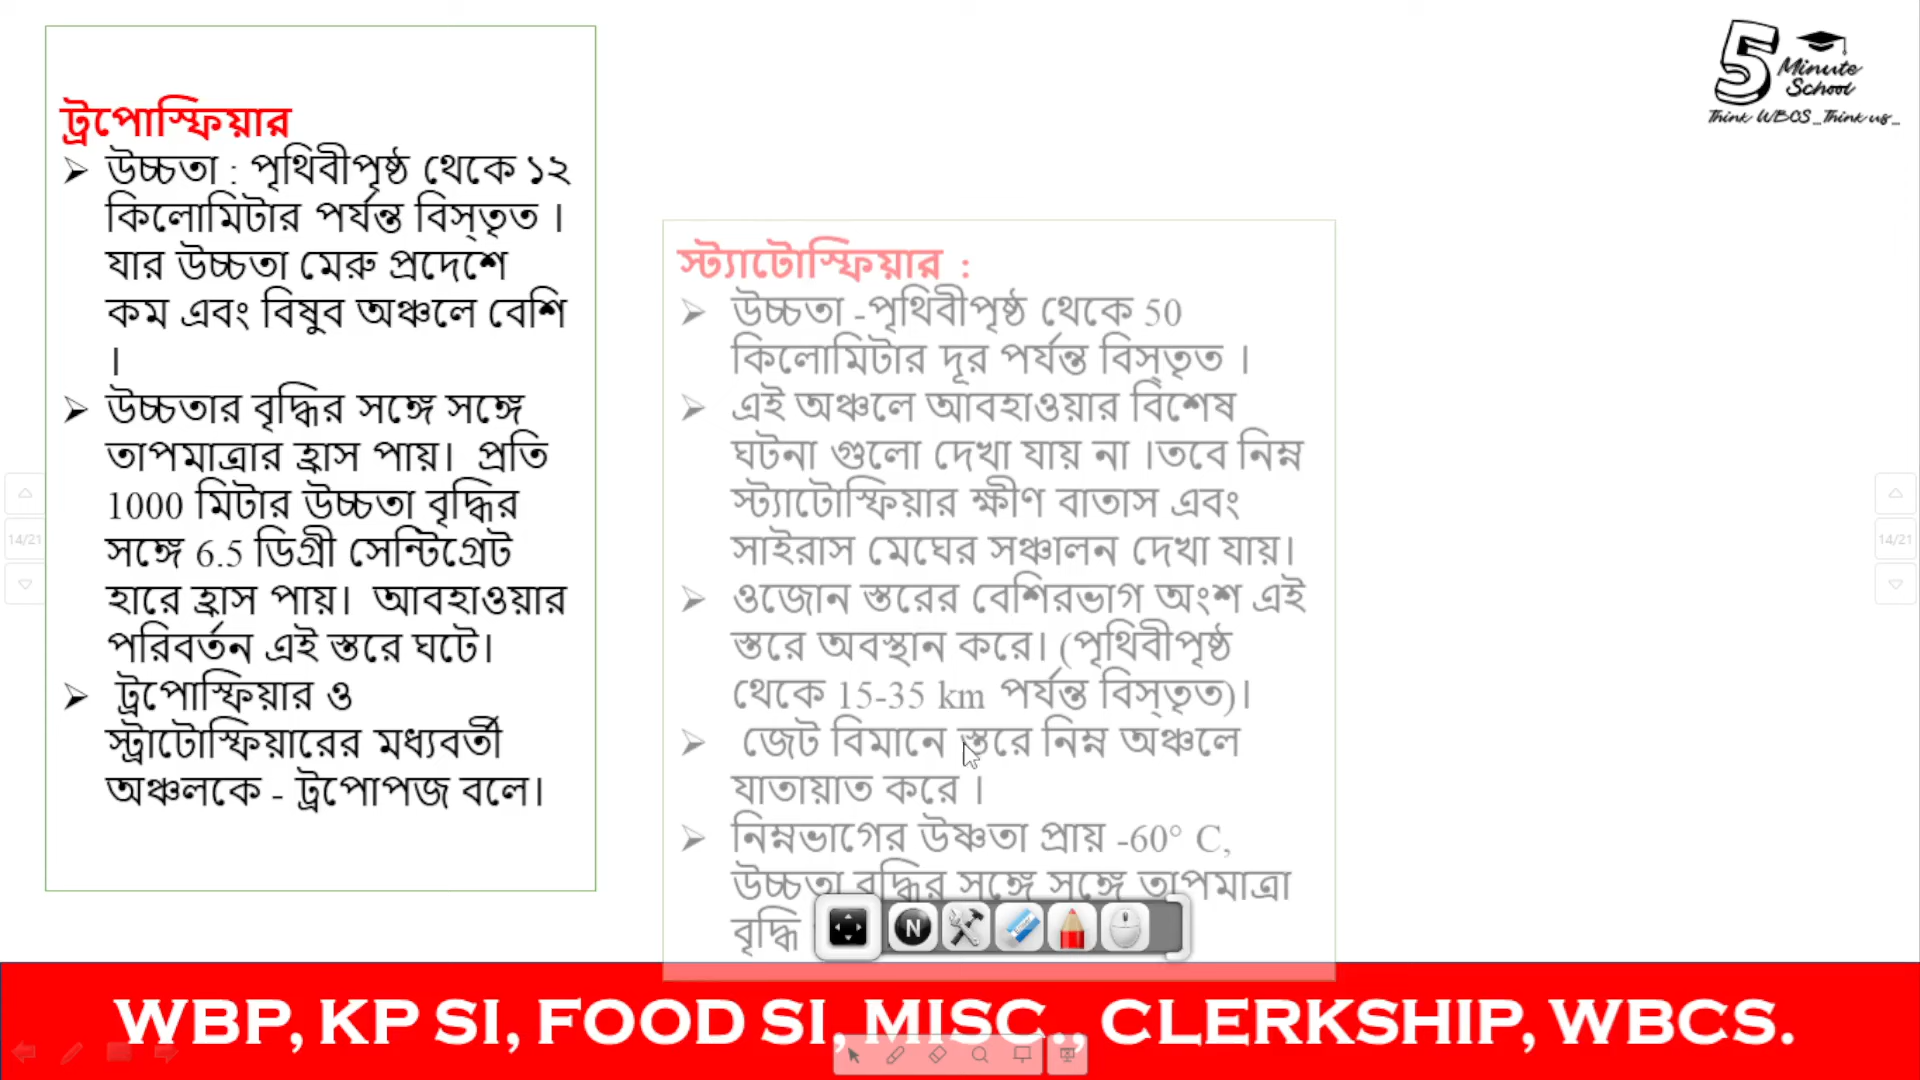 ট্রপোস্ফিয়ার
➢ উচ্চতা : পৃথিবীপৃষ্ঠ থেকে ১২
কিলোমিটার পর্যন্ত বিস্তৃত ।
যার উচ্চতা মেরু প্রদেশে
কম এবং বিষুব অঞ্চলে বেশি
।
➢ উচ্চতার বৃদ্ধির সঙ্গে সঙ্গে
তাপমাত্রার হ্রাস পায়। প্রতি
1000 মিটার উচ্চতা বৃদ্ধির
সঙ্গে 6.5 ডিগ্রী সেন্টিগ্রেট
হারে হ্রাস পায়। আবহাওয়ার
পরিবর্তন এই স্তরে ঘটে।
➢ ট্রপোস্ফিয়ার ও
স্ট্রাটোস্ফিয়ারের মধ্যবর্তী
অঞ্চলকে - ট্রপোপজ বলে।
স্ট্যাটোস্ফিয়ার :
➢ উচ্চতা -পৃথিবীপৃষ্ঠ থেকে 50
কিলোমিটার দূর পর্যন্ত বিস্তৃত ।
➢ এই অঞ্চলে আবহাওয়ার বিশেষ
ঘটনা গুলো দেখা যায় না ।তবে নিম্ন
স্ট্যাটোস্ফিয়ার ক্ষীণ বাতাস এবং
সাইরাস মেঘের সঞ্চালন দেখা যায়।
➢ ওজোন স্তরের বেশিরভাগ অংশ এই
স্তরে অবস্থান করে। (পৃথিবীপৃষ্ঠ
থেকে 15-35 km পর্যন্ত বিস্তৃত)।
➢ জেট বিমানে স্তরে নিম্ন অঞ্চলে
যাতায়াত করে ।
➢ নিম্নভাগের উষ্ণতা প্রায় -60° C,
উচ্চতা বৃদ্ধির সঙ্গে সঙ্গে তাপমাত্রা
বৃদ্ধি
5 Minute
School
Think WBCS_Think us_
14/21
14/21
N
WBP, KP SI, FOOD SI, MISC., CLERKSHIP, WBCS.